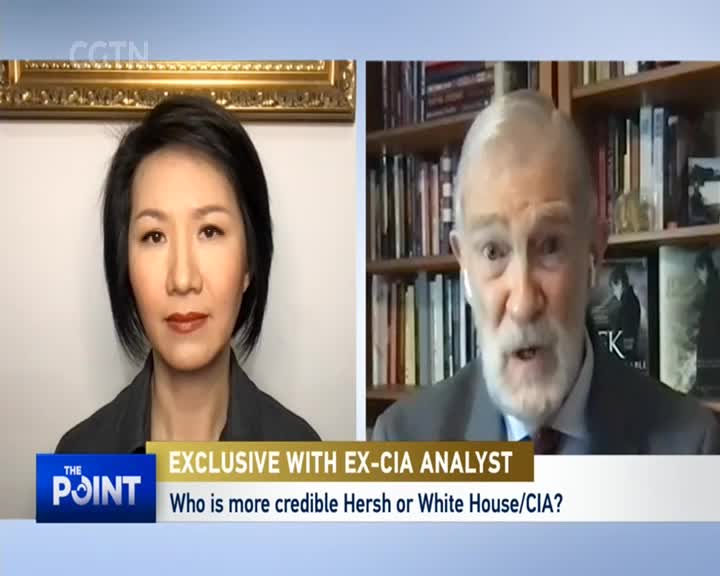 CGTN
EXCLUSIVE WITH EX-CIA ANALYST
THE
POINT
Who is more credible Hersh or White House/CIA?